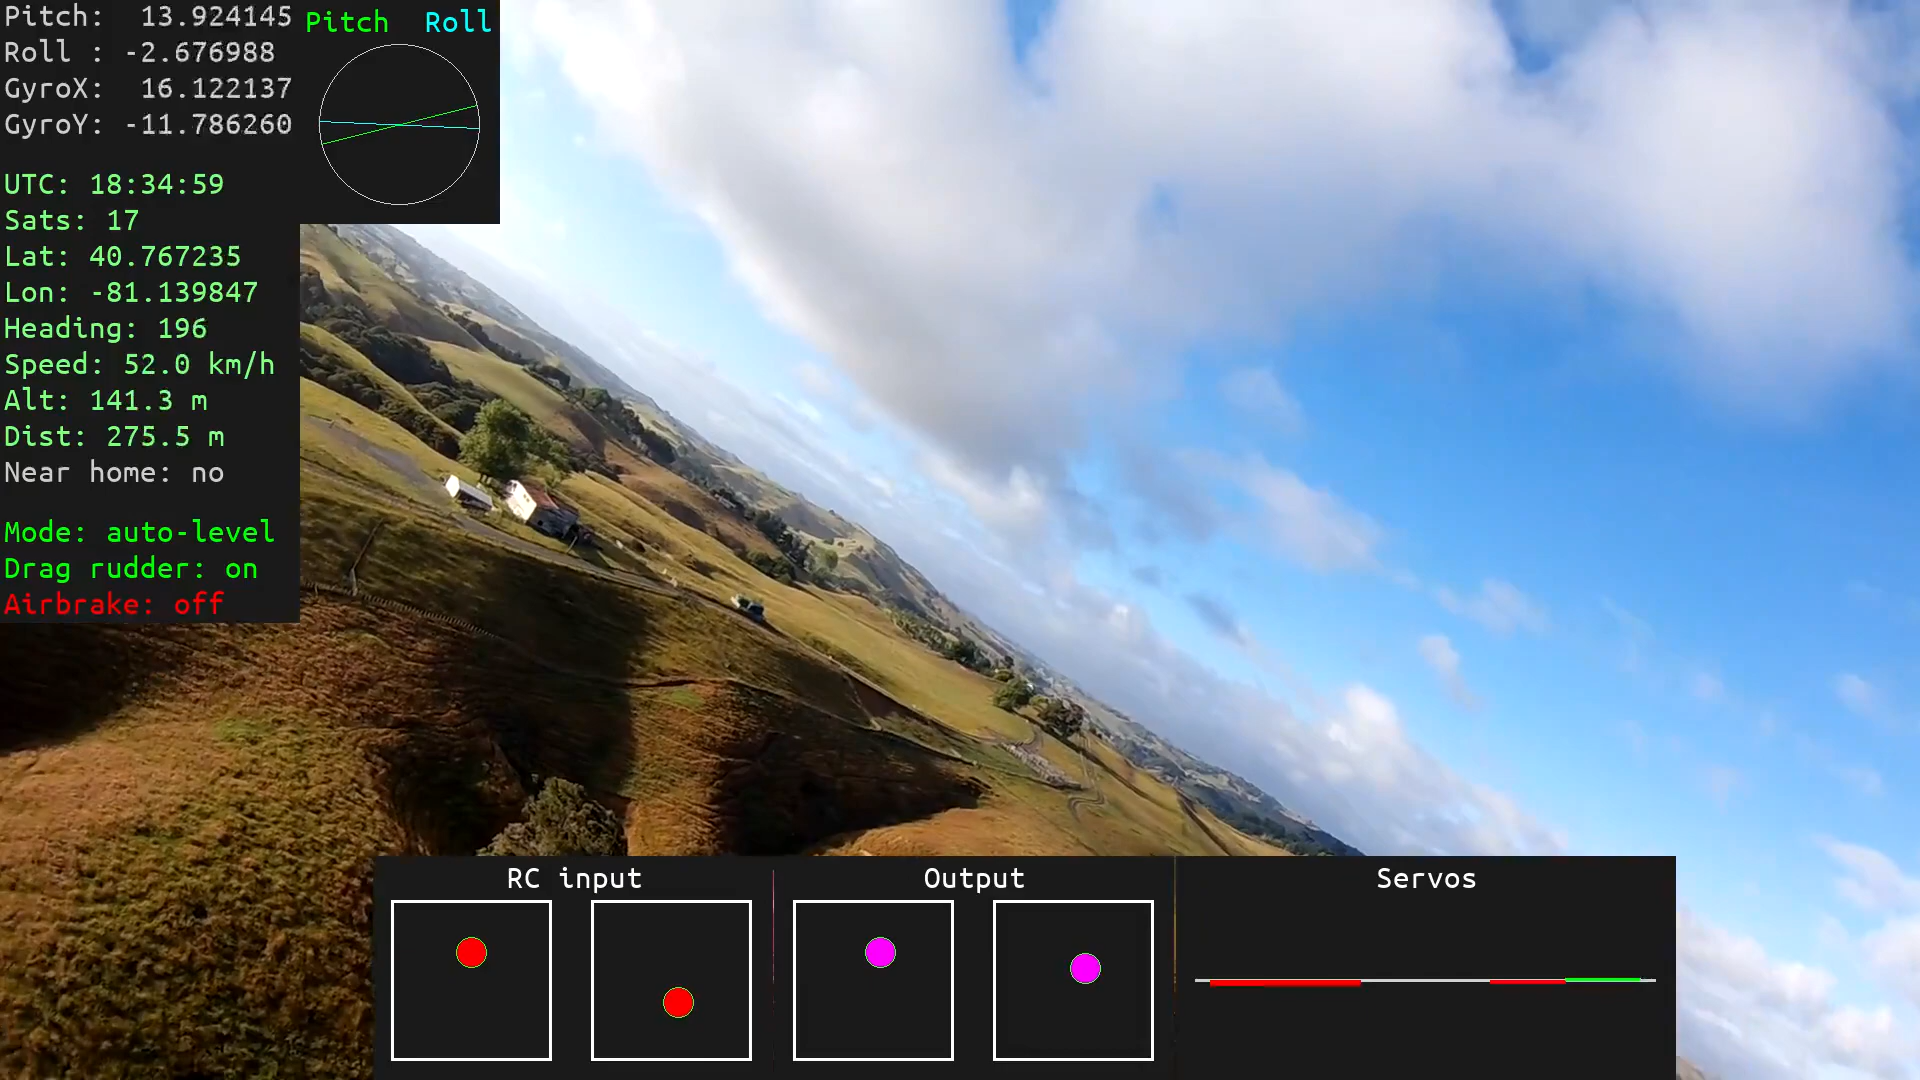 Pitch:  13.924145
Roll : -2.676988
GyroX:  16.122137
GyroY: -11.786260
Pitch  Roll
UTC: 18:34:59
Sats: 17
Lat: 40.767235
Lon: -81.139847
Heading: 196
Speed: 52.0 km/h
Alt: 141.3 m
Dist: 275.5 m
Near home: no
Mode: auto-level
Drag rudder: on
Airbrake: off
RC input
Output
Servos